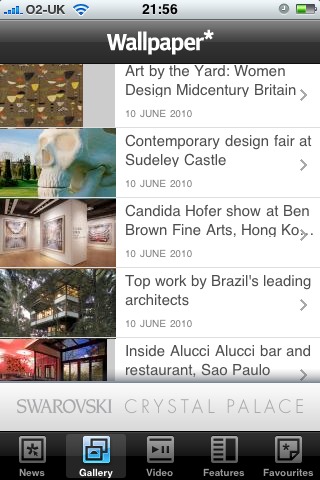 O2-UK 21:56
Wallpaper*
Art by the Yard: Women
Design Midcentury Britain
10 JUNE 2010
Contemporary design fair at
Sudeley Castle
10 JUNE 2010
Candida Hofer show at Ben
Brown Fine Arts, Hong Ko...
10 JUNE 2010
Top work by Brazil's leading
architects
10 JUNE 2010
Inside Alucci Alucci bar and
restaurant, Sao Paulo
SWAROVSKI CRYSTAL PALACE
News Gallery Video Features Favourites